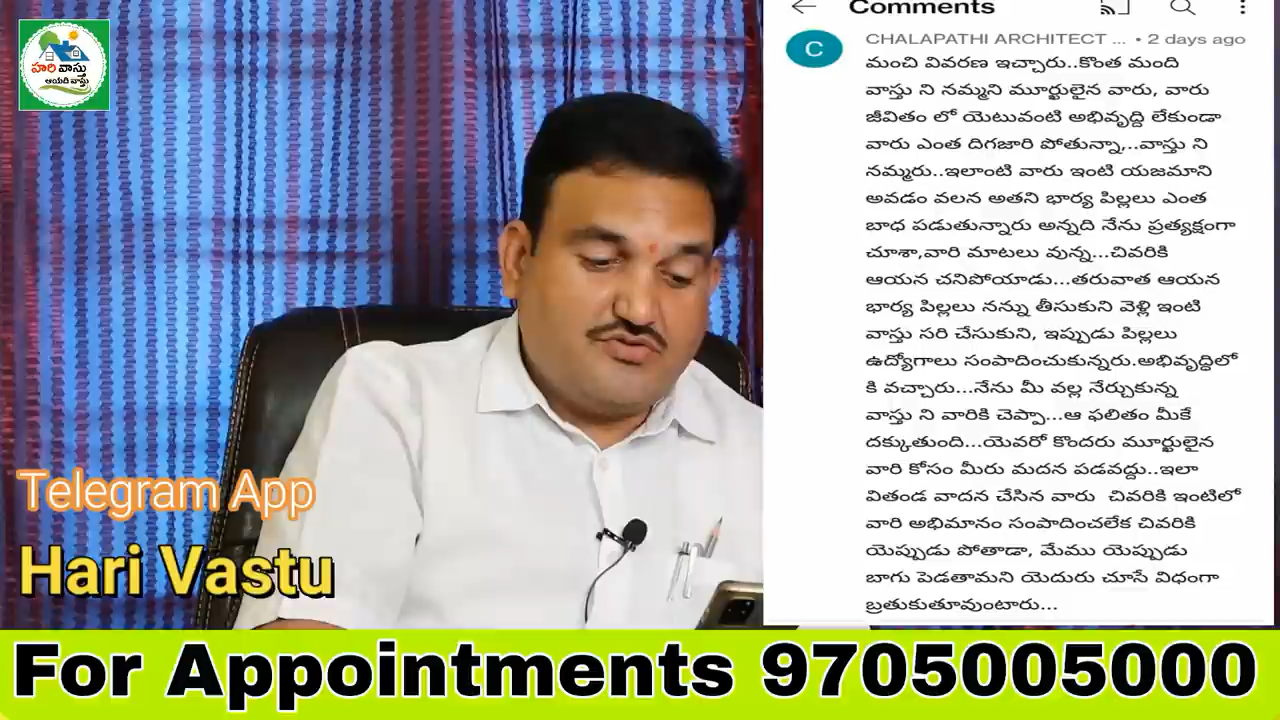 హరి వాస్తు
ఆయది వాస్తు
Comments
C
CHALAPATHI ARCHITECT ... • 2 days ago
మంచి వివరణ ఇచ్చారు..కొంత మంది
వాస్తు ని నమ్మని మూర్ఖులైన వారు, వారు
జీవితం లో యెటువంటి అభివృద్ది లేకుండా
వారు ఎంత దిగజారి పోతున్నా,..వాస్తు ని
నమ్మరు..ఇలాంటి వారు ఇంటి యజమాని
అవడం వలన అతని భార్య పిల్లలు ఎంత
బాధ పడుతున్నారు అన్నది నేను ప్రత్యక్షంగా
చూశా,వారి మాటలు వున్న...చివరికి
ఆయన చనిపోయాడు...తరువాత ఆయన
భార్య పిల్లలు నన్ను తీసుకుని వెళ్లి ఇంటి
వాస్తు సరి చేసుకుని, ఇప్పుడు పిల్లలు
ఉద్యోగాలు సంపాదించుకున్నరు.అభివృద్ధిలో
కి వచ్చారు...నేను మీ వల్ల నేర్చుకున్న
వాస్తు ని వారికి చెప్పా...ఆ ఫలితం మీకే
దక్కుతుంది...యెవరో కొందరు మూర్ఖులైన
వారి కోసం మీరు మదన పడవద్దు..ఇలా
వితండ వాదన చేసిన వారు చివరికి ఇంటిలో
వారి అభిమానం సంపాదించలేక చివరికి
యెప్పుడు పోతాడా, మేము యెప్పుడు
బాగు పెడతామని యెదురు చూసే విధంగా
బ్రతుకుతూవుంటారు...
Telegram App
Hari Vastu
For Appointments 9705005000